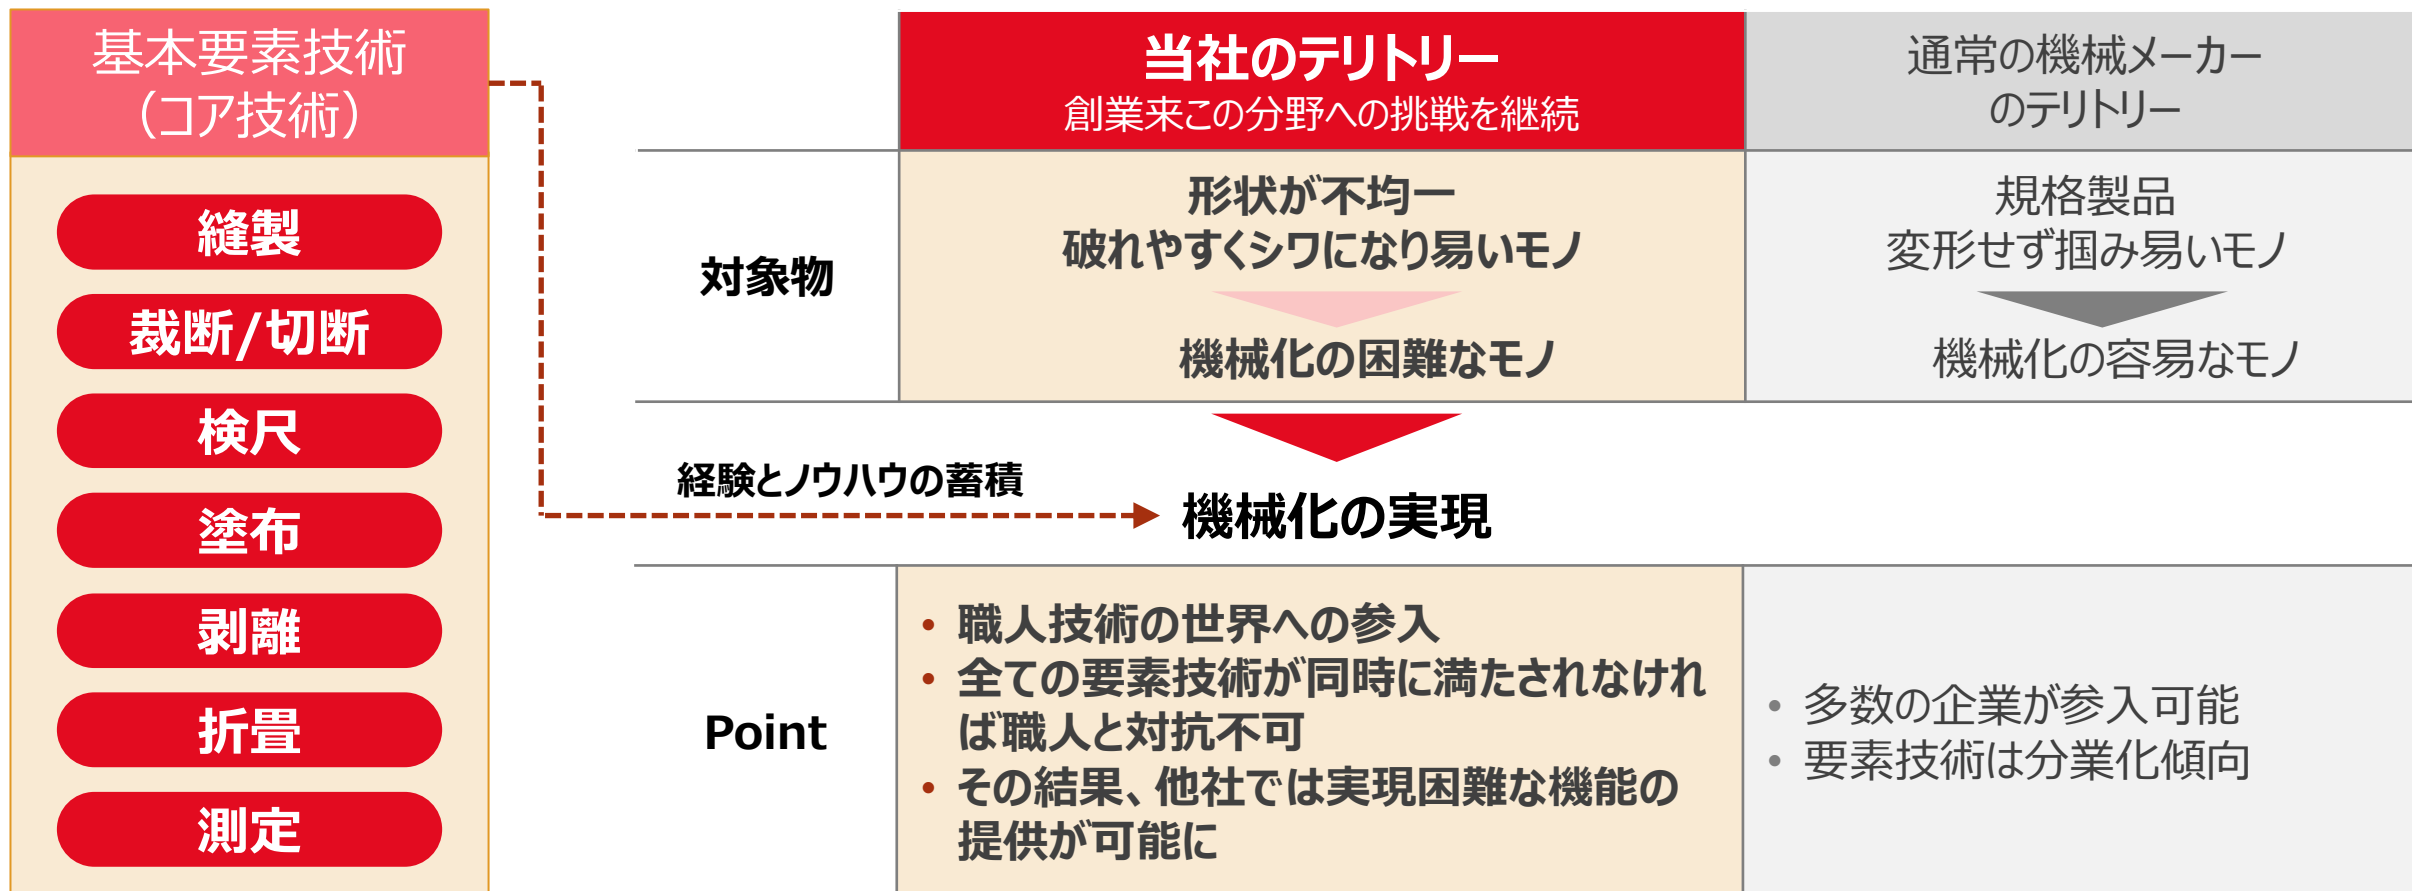 基本要素技術
（コア技術）
縫製
裁断/切断
検尺
塗布
剥離
折畳
測定
当社のテリトリー
創業来この分野への挑戦を継続
通常の機械メーカー
のテリトリー
対象物
形状が不均一
破れやすくシワになり易いモノ
機械化の困難なモノ
規格製品
変形せず掴み易いモノ
機械化の容易なモノ
経験とノウハウの蓄積
機械化の実現
Point
• 職人技術の世界への参入
• 全ての要素技術が同時に満たされなけれ
ば職人と対抗不可
• その結果、他社では実現困難な機能の
提供が可能に
• 多数の企業が参入可能
• 要素技術は分業化傾向